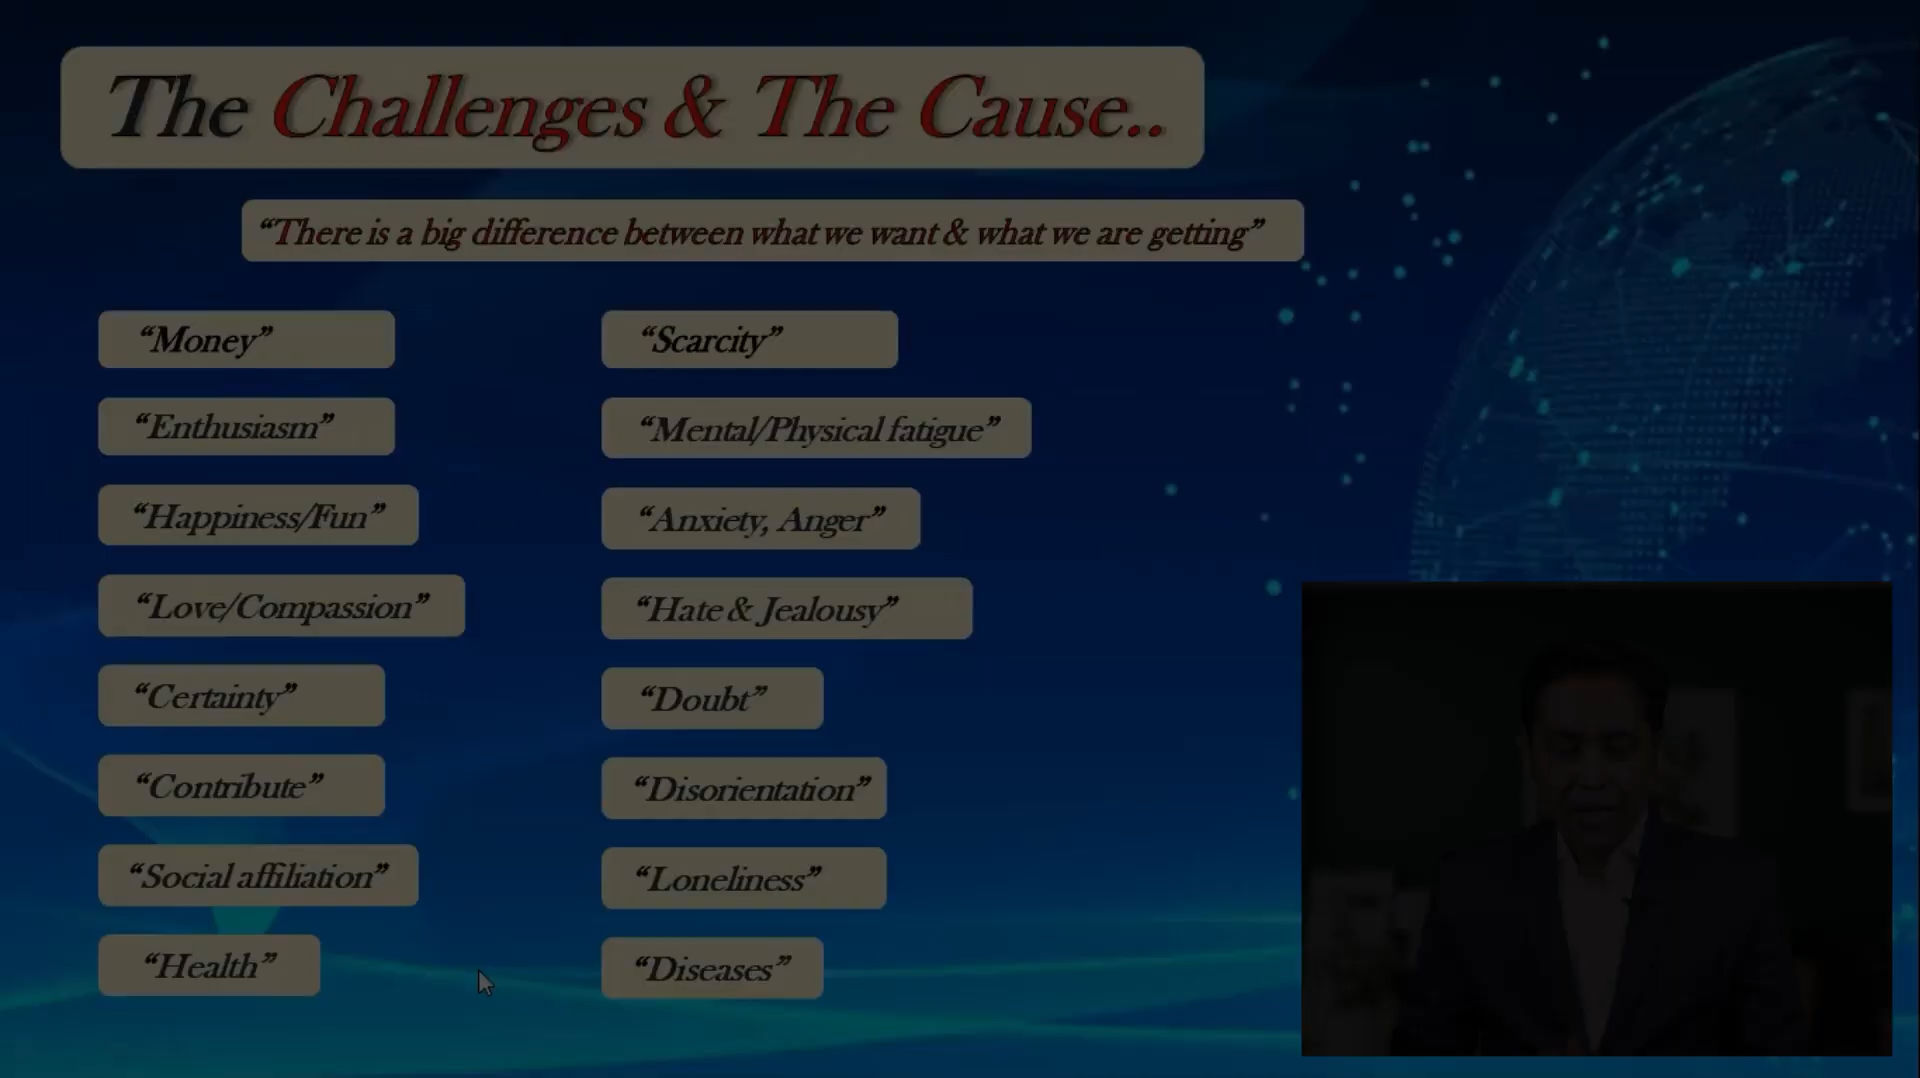 The Challenges & The Cause..
“There is a big difference between what we want & what we are getting”
“Money”
“Scarcity”
“Enthusiasm”
“Mental/Physical fatigue”
“Happiness/Fun”
“Anxiety, Anger”
“Love/Compassion”
“Hate & Jealousy”
“Certainty”
“Doubt”
“Contribute”
“Disorientation”
“Social affiliation”
“Loneliness”
“Health”
“Diseases”